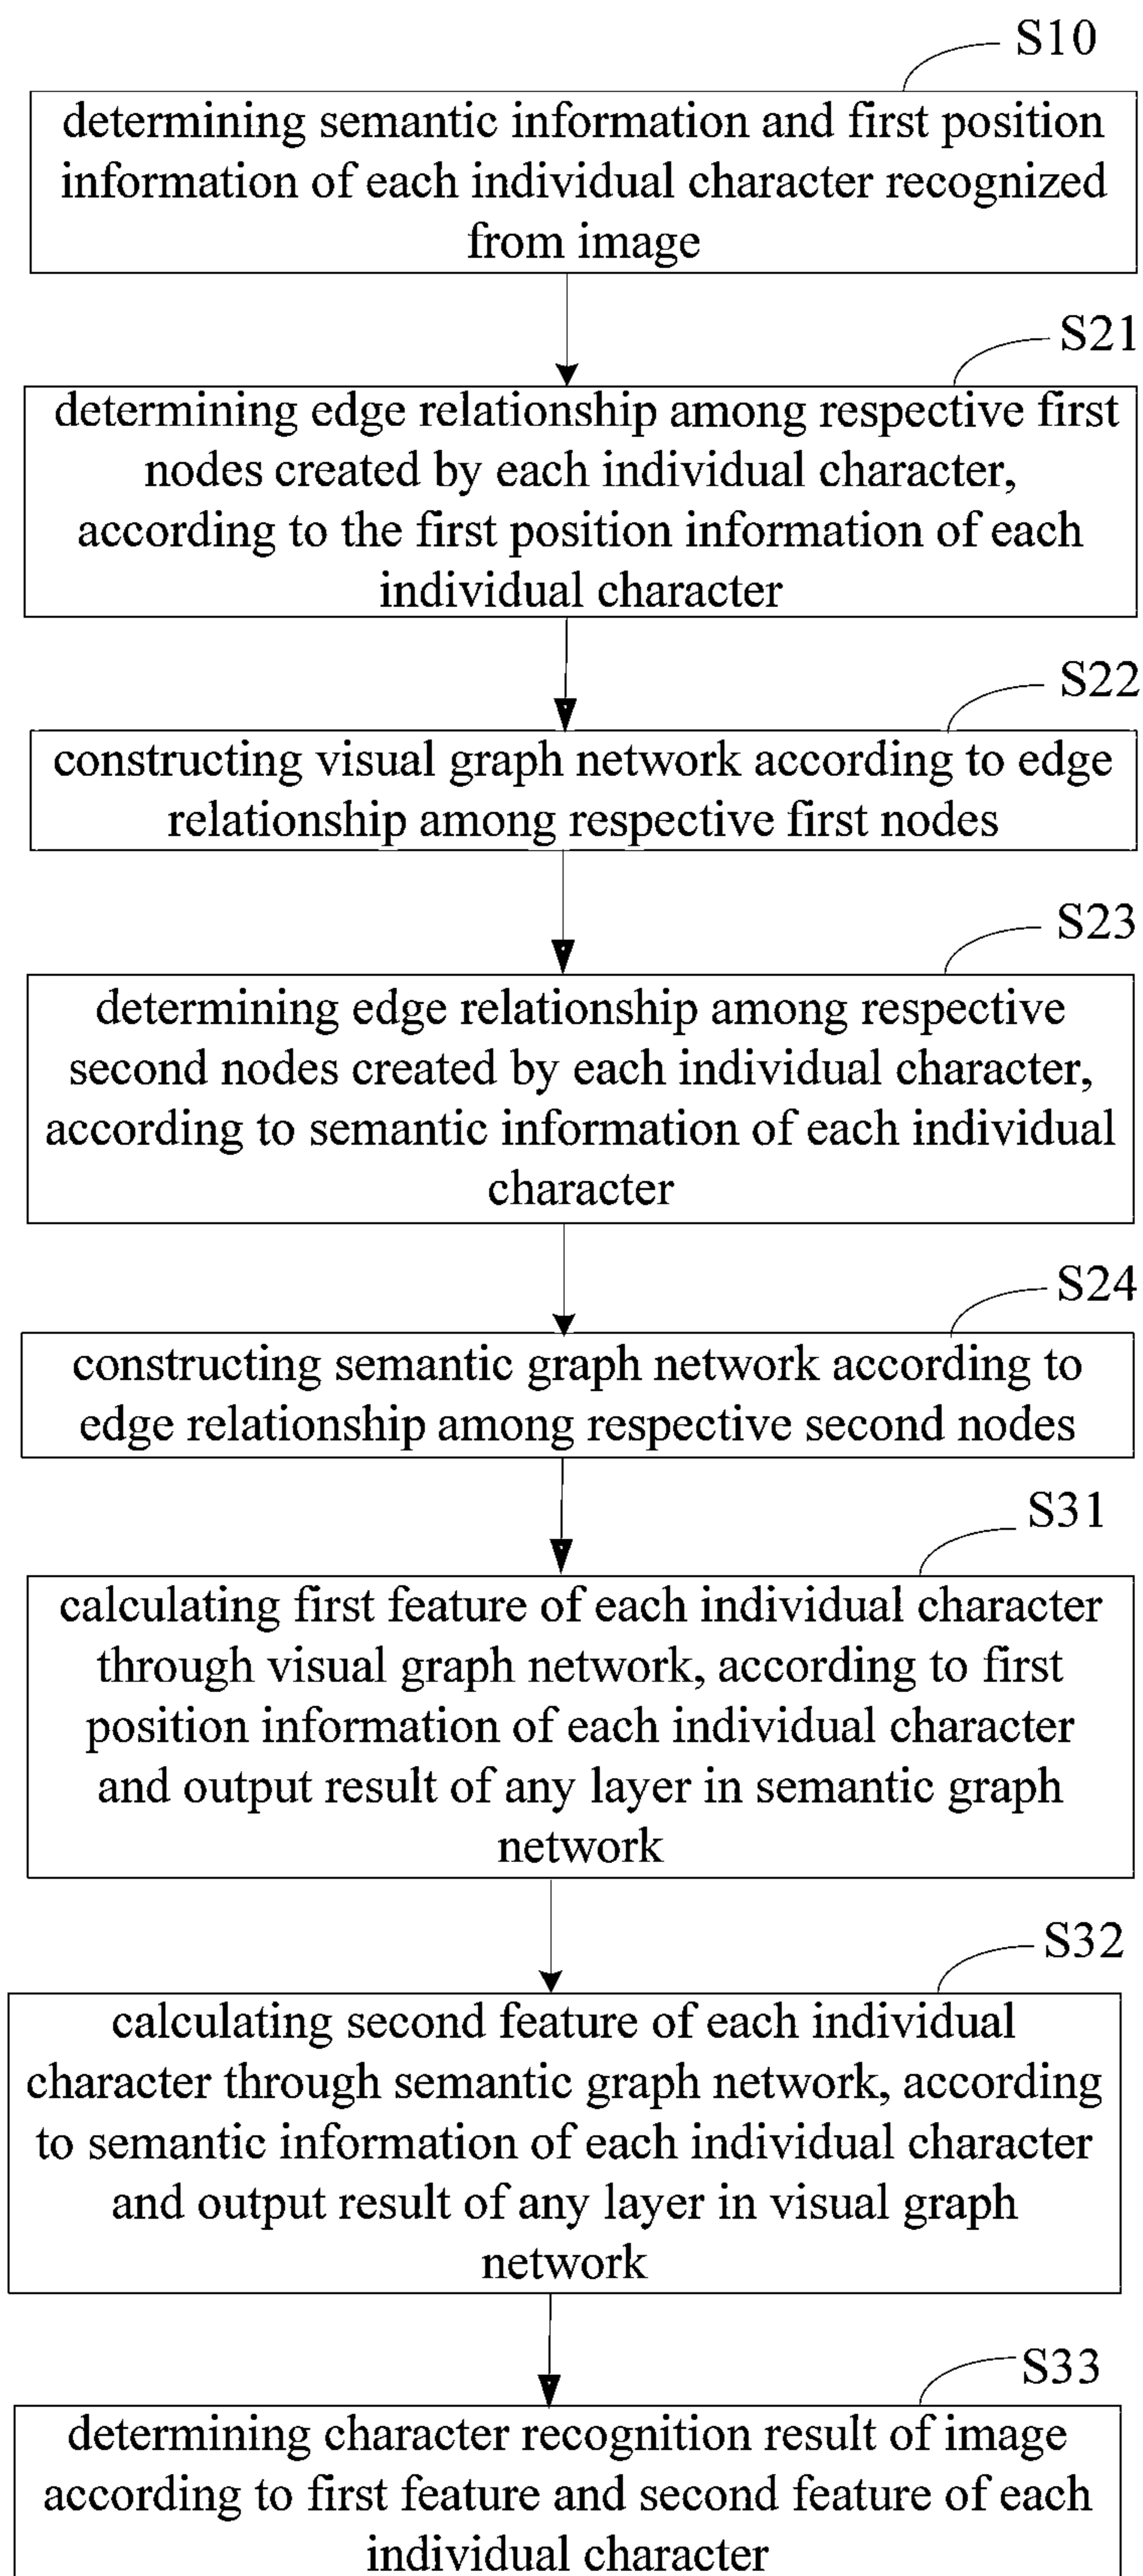 S10
determining semantic information and first position
information of each individual character recognized
from image
S21
determining edge relationship among respective first
nodes created by each individual character,
according to the first position information of each
individual character
S22
constructing visual graph network according to edge
relationship among respective first nodes
S23
determining edge relationship among respective
second nodes created by each individual character,
according to semantic information of each individual
character
S24
constructing semantic graph network according to
edge relationship among respective second nodes
S31
calculating first feature of each individual character
through visual graph network, according to first
position information of each individual character
and output result of any layer in semantic graph
network
S32
calculating second feature of each individual
character through semantic graph network, according
to semantic information of each individual character
and output result of any layer in visual graph
network
S33
determining character recognition result of image
according to first feature and second feature of each
individual character